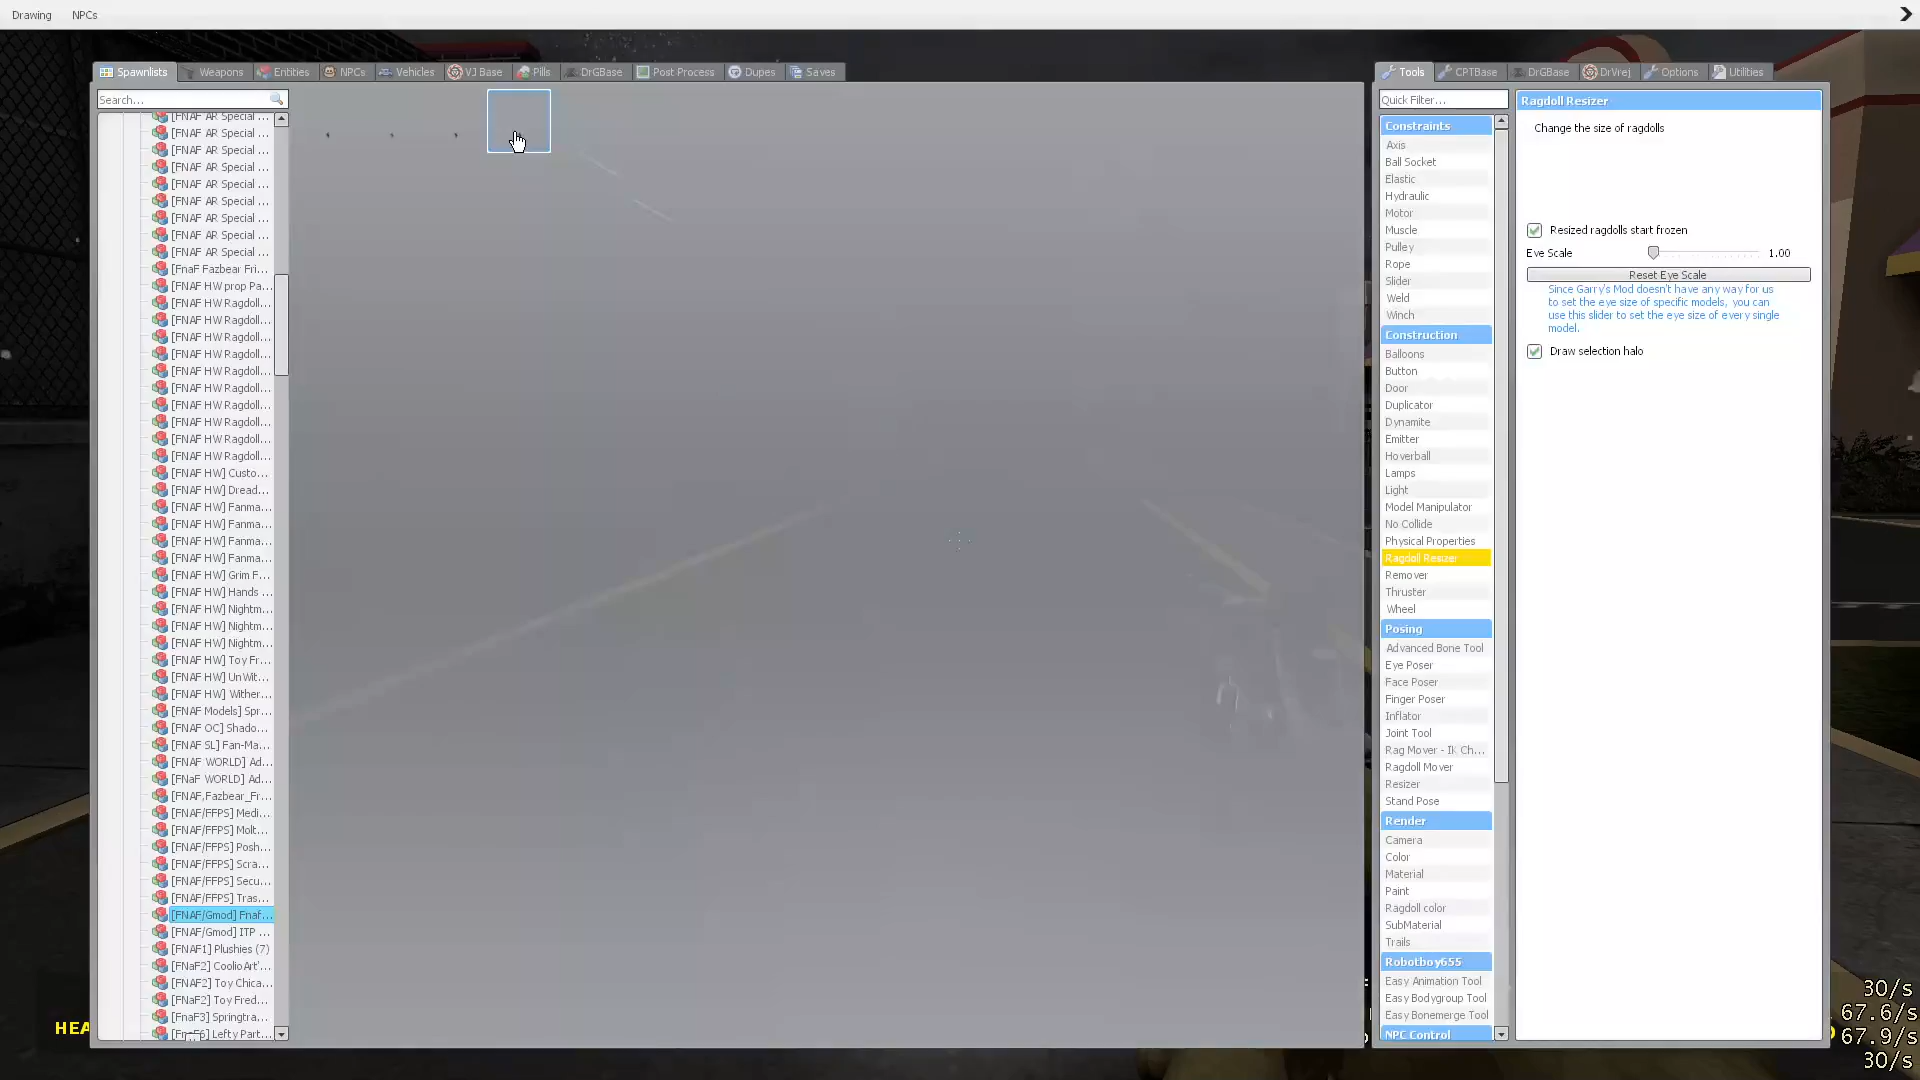 Drawing NPCs
Spawnlists Weapons Entities NPCs Vehicles VJ Base Pills DrGBase Post Process Dupes Saves
Search...
[FNAF AR Special ...
[FNAF AR Special ...
[FNAF AR Special ...
[FNAF AR Special ...
[FNAF AR Special ...
[FNAF AR Special ...
[FNAF AR Special ...
[FNAF AR Special ...
[FNAF AR Special ...
[FnaF Fazbear Fri...
[FNAF HW prop Pa...
[FNAF HW Ragdoll...
[FNAF HW Ragdoll...
[FNAF HW Ragdoll...
[FNAF HW Ragdoll...
[FNAF HW Ragdoll...
[FNAF HW Ragdoll...
[FNAF HW Ragdoll...
[FNAF HW Ragdoll...
[FNAF HW Ragdoll...
[FNAF HW Ragdoll...
[FNAF HW] Custo...
[FNAF HW] Dread...
[FNAF HW] Fanma...
[FNAF HW] Fanma...
[FNAF HW] Fanma...
[FNAF HW] Fanma...
[FNAF HW] Grim F...
[FNAF HW] Hands ...
[FNAF HW] Nightm...
[FNAF HW] Nightm...
[FNAF HW] Nightm...
[FNAF HW] Toy Fr...
[FNAF HW] UnWit...
[FNAF HW] Wither...
[FNAF Models] Spr...
[FNAF OC] Shado...
[FNAF SL] Fan-Ma...
[FNAF WORLD] Ad...
[FNaF WORLD] Ad...
[FNAF,Fazbear_Fr...
[FNAF/FFPS] Medi...
[FNAF/FFPS] Molt...
[FNAF/FFPS] Posh...
[FNAF/FFPS] Scra...
[FNAF/FFPS] Secu...
[FNAF/FFPS] Tras...
[FNAF/Gmod] Fnaf...
[FNAF/Gmod] ITP ...
[FNAF1] Plushies (7)
[FNaF2] CoolioArt'...
[FNAF2] Toy Chica...
[FNaF2] Toy Fred...
[FnaF3] Springtra...
[FnaF6] Lefty Part...
HEA
Tools CPTBase DrGBase DrVrej Options Utilities
Quick Filter...
Constraints
Axis
Ball Socket
Elastic
Hydraulic
Motor
Muscle
Pulley
Rope
Slider
Weld
Winch
Construction
Balloons
Button
Door
Duplicator
Dynamite
Emitter
Hoverball
Lamps
Light
Model Manipulator
No Collide
Physical Properties
Ragdoll Resizer
Remover
Thruster
Wheel
Posing
Advanced Bone Tool
Eye Poser
Face Poser
Finger Poser
Inflator
Joint Tool
Rag Mover - IK Ch...
Ragdoll Mover
Resizer
Stand Pose
Render
Camera
Color
Material
Paint
Ragdoll color
SubMaterial
Trails
Robotboy655
Easy Animation Tool
Easy Bodygroup Tool
Easy Bonemerge Tool
NPC Control
Ragdoll Resizer
Change the size of ragdolls
Resized ragdolls start frozen
Eye Scale 1.00
Reset Eye Scale
Since Garry's Mod doesn't have any way for us
to set the eye size of specific models, you can
use this slider to set the eye size of every single
model.
Draw selection halo
30/s
67.6/s
67.9/s
30/s